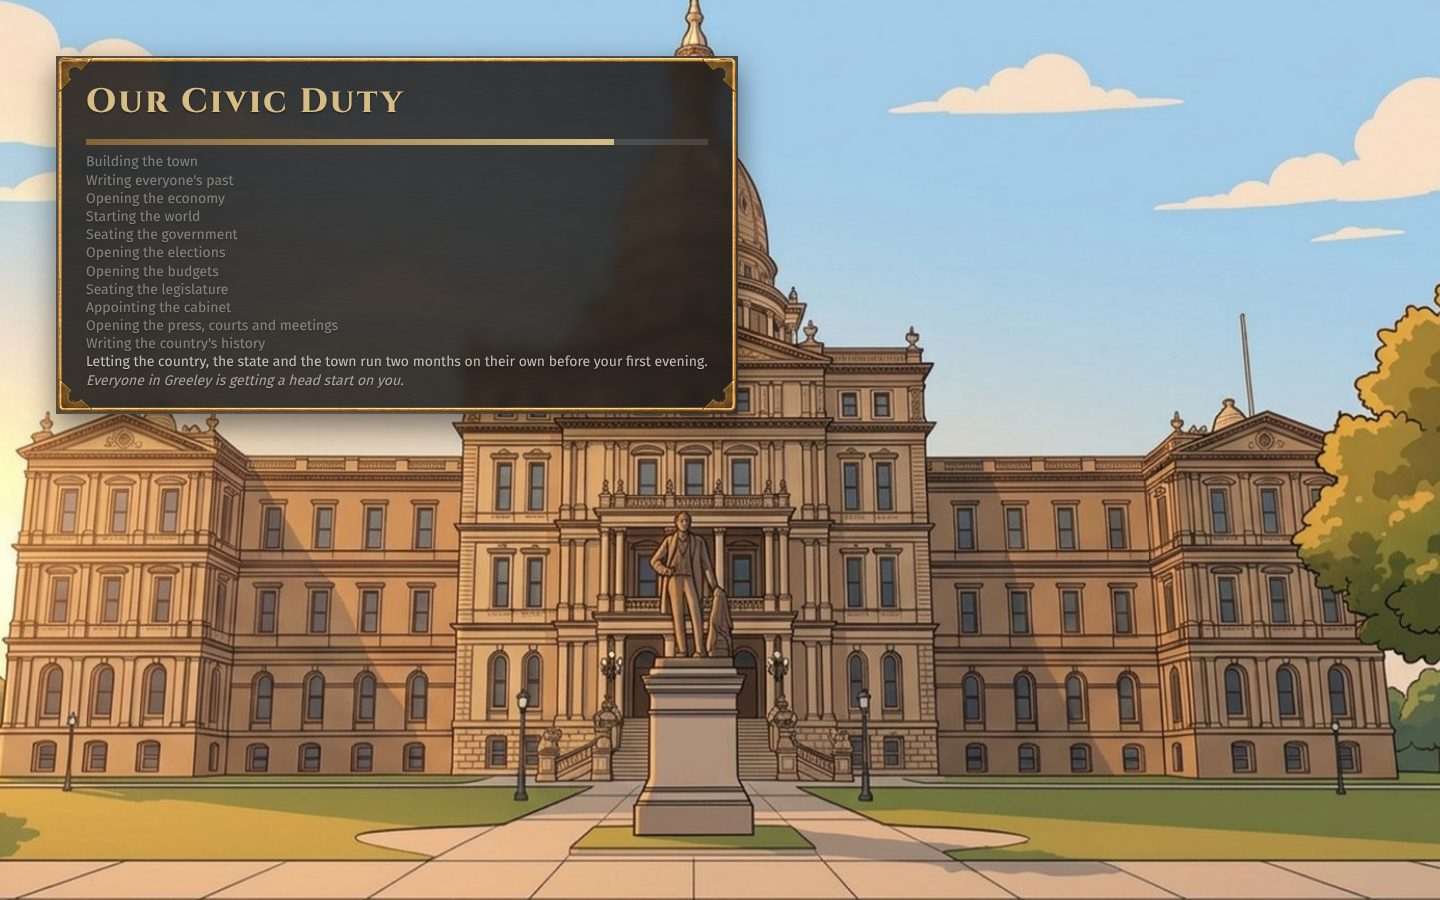 Our Civic Duty
Building the town
Writing everyone's past
Opening the economy
Starting the world
Seating the government
Opening the elections
Opening the budgets
Seating the legislature
Appointing the cabinet
Opening the press, courts and meetings
Writing the country's history
Letting the country, the state and the town run two months on their own before your first evening.
Everyone in Greeley is getting a head start on you.